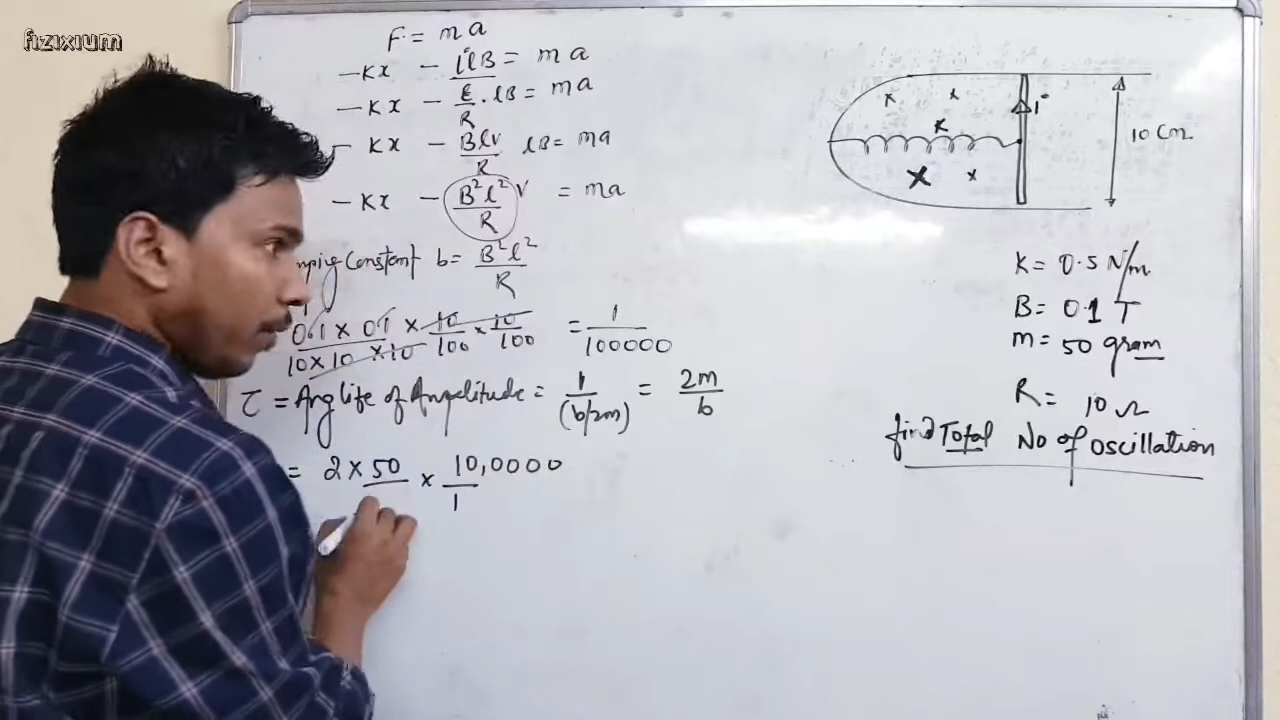 fizixium
F = ma
-Kx - ilB = ma
-Kx - ε/R . lB = ma
- Kx - Blv/R lB = ma
- Kx - B²l²/R v = ma
Constant b = B²l²/R
0.1 x 0.1 x 10/100 x 10/100 = 1/100000
10 x 10 x 10
τ = Avg life of Amplitude = 1/(b/2m) = 2m/b
= 2 x 50 x 10,0000/1
i
10 Cm
K = 0.5 N/m
B = 0.1 T
m = 50 gram
R = 10 Ω
find Total No of oscillation